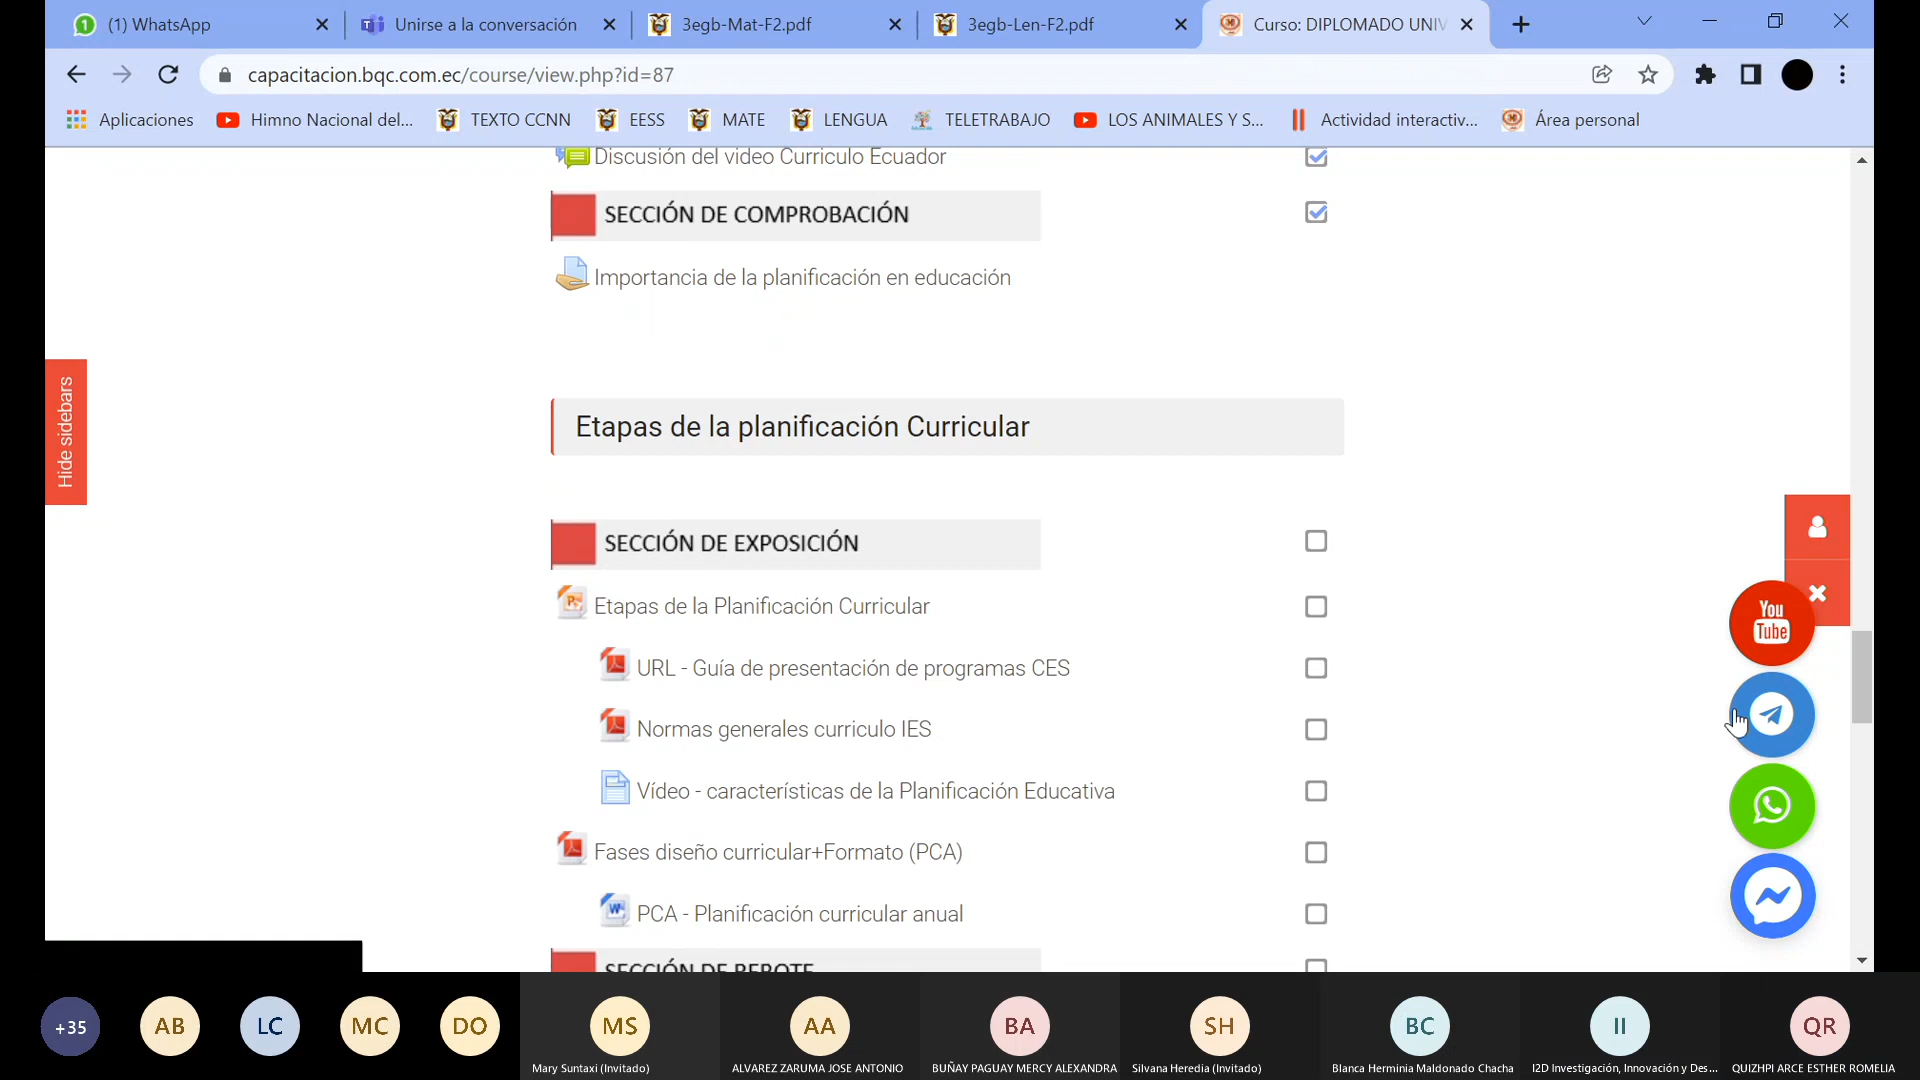 (1) WhatsApp
Unirse a la conversación
3egb-Mat-F2.pdf
3egb-Len-F2.pdf
Curso: DIPLOMADO UNIV
capacitacion.bqc.com.ec/course/view.php?id=87
Aplicaciones
Himno Nacional del...
TEXTO CCNN
EESS
MATE
LENGUA
TELETRABAJO
LOS ANIMALES Y S...
Actividad interactiv...
Área personal
Discusión del video Curriculo Ecuador
SECCIÓN DE COMPROBACIÓN
Importancia de la planificación en educación
Hide sidebars
Etapas de la planificación Curricular
SECCIÓN DE EXPOSICIÓN
Etapas de la Planificación Curricular
URL - Guía de presentación de programas CES
Normas generales curriculo IES
Vídeo - características de la Planificación Educativa
Fases diseño curricular+Formato (PCA)
PCA - Planificación curricular anual
SECCIÓN DE REBOTE
You
Tube
+35
AB
LC
MC
DO
MS
AA
BA
SH
BC
II
QR
Mary Suntaxi (Invitado)
ALVAREZ ZARUMA JOSE ANTONIO
BUÑAY PAGUAY MERCY ALEXANDRA
Silvana Heredia (Invitado)
Blanca Herminia Maldonado Chacha
I2D Investigación, Innovación y Des...
QUIZHPI ARCE ESTHER ROMELIA